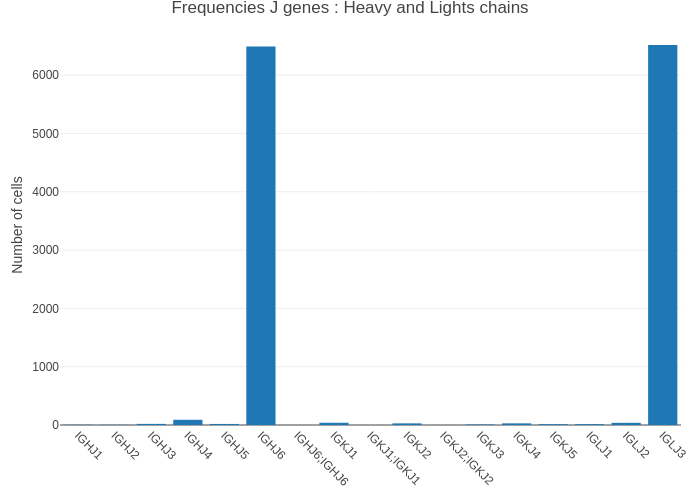 Frequencies J genes : Heavy and Lights chains
Number of cells
6000
5000
4000
3000
2000
1000
0
IGHJ1
IGHJ2
IGHJ3
IGHJ4
IGHJ5
IGHJ6
IGHJ6;IGHJ6
IGKJ1
IGKJ1;IGKJ1
IGKJ2
IGKJ2;IGKJ2
IGKJ3
IGKJ4
IGKJ5
IGLJ1
IGLJ2
IGLJ3